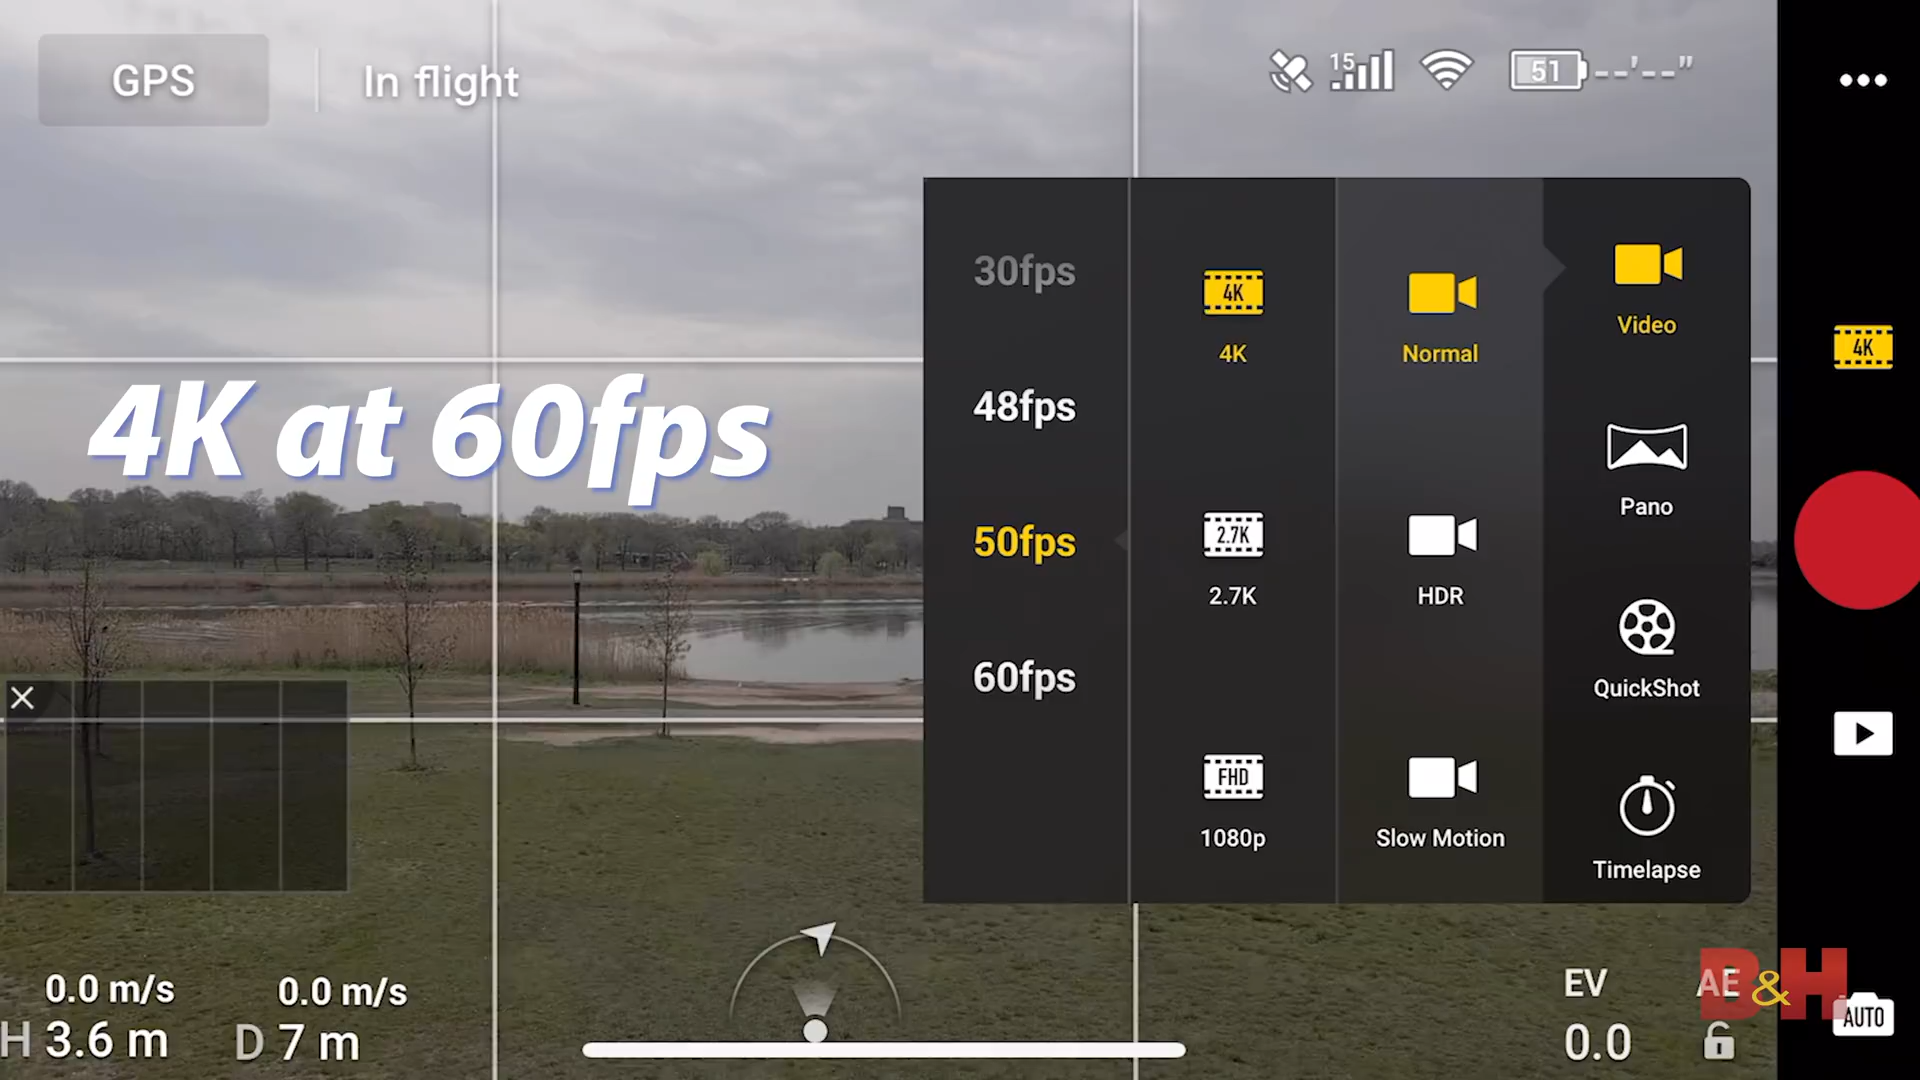 GPS
In flight
15
51
--'--"
4K at 60fps
30fps
48fps
50fps
60fps
4K
4K
2.7K
2.7K
FHD
1080p
Normal
HDR
Slow Motion
Video
Pano
QuickShot
Timelapse
4K
0.0 m/s
0.0 m/s
H 3.6 m
D 7 m
EV
0.0
AE
B&H
AUTO